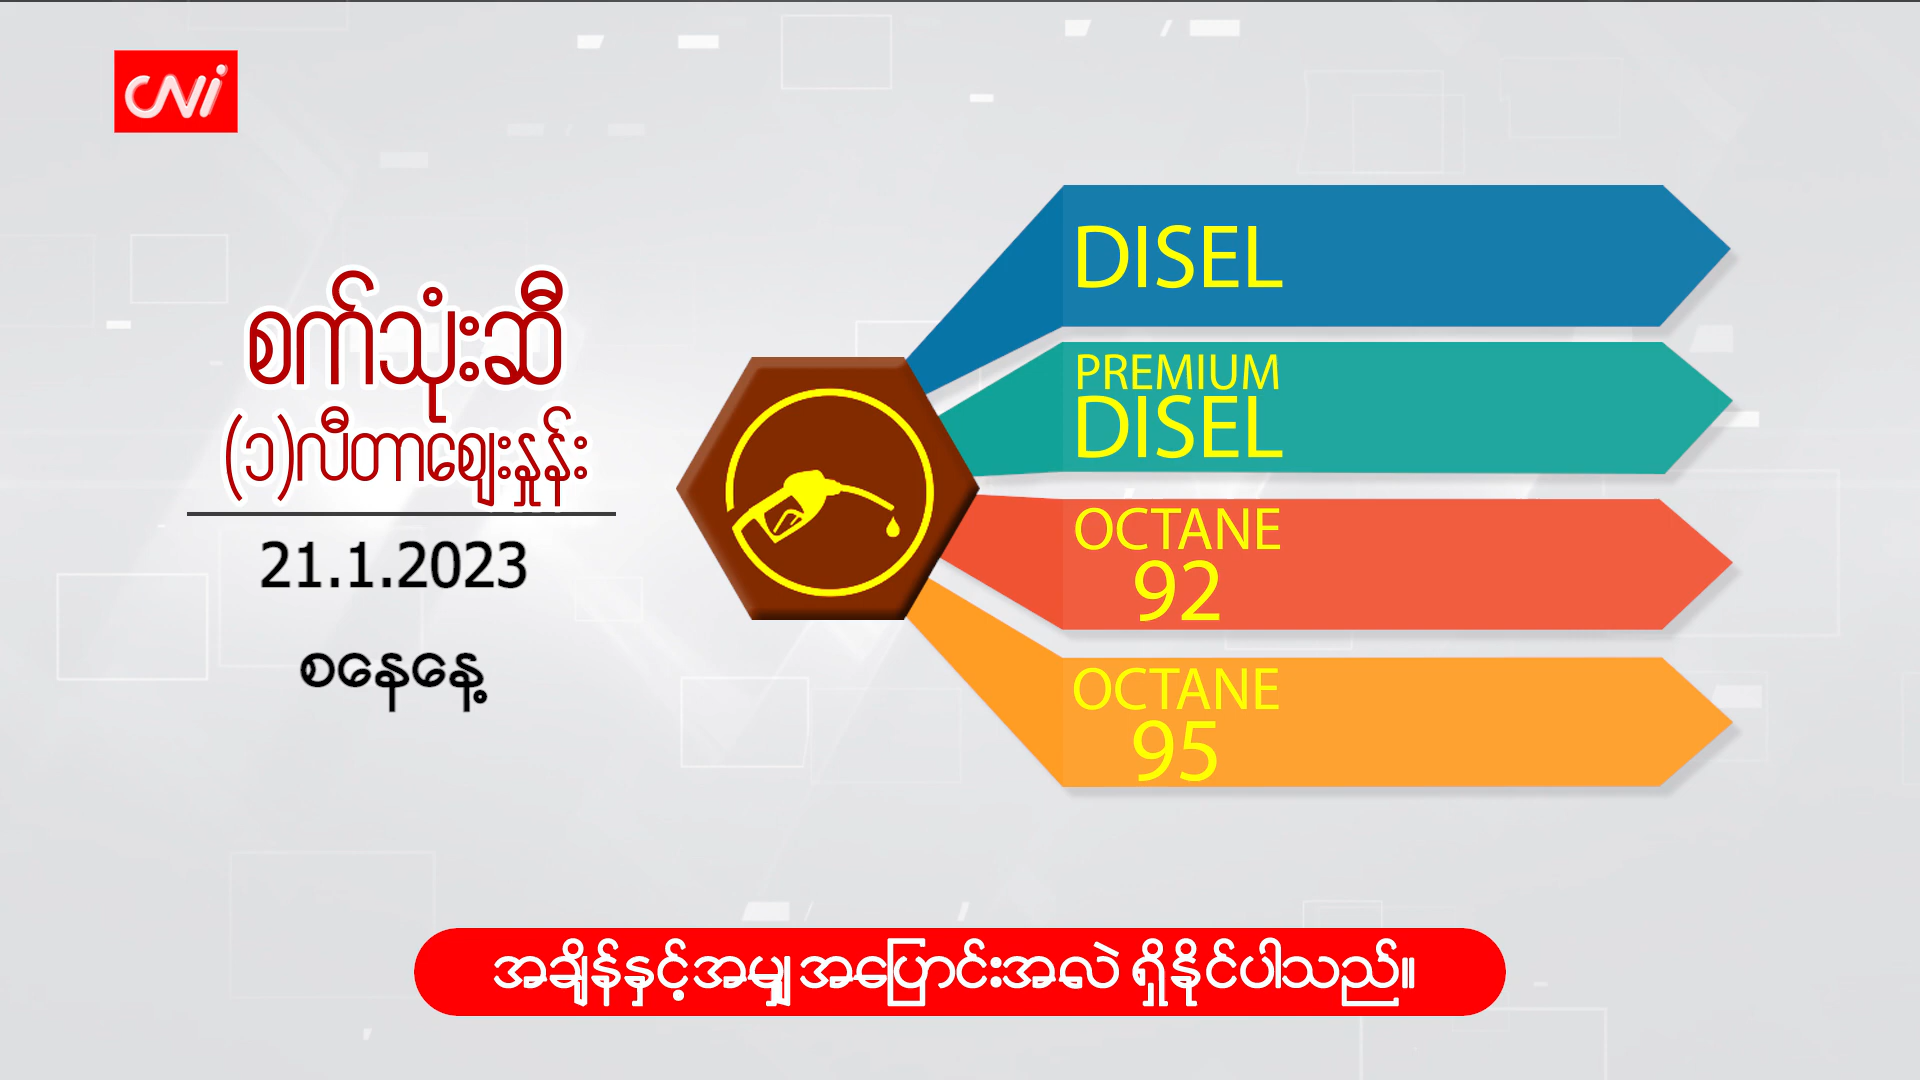 CNi
စက်သုံးဆီ
(၁)လီတာဈေးနှုန်း
21.1.2023
စနေနေ့
DISEL
PREMIUM
DISEL
OCTANE
92
OCTANE
95
အချိန်နှင့်အမျှ အပြောင်းအလဲ ရှိနိုင်ပါသည်။